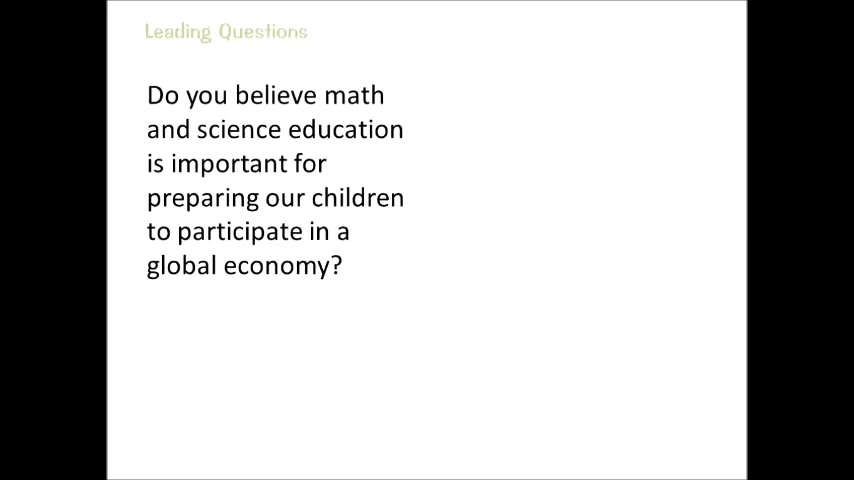 Leading Questions
Do you believe math
and science education
is important for
preparing our children
to participate in a
global economy?